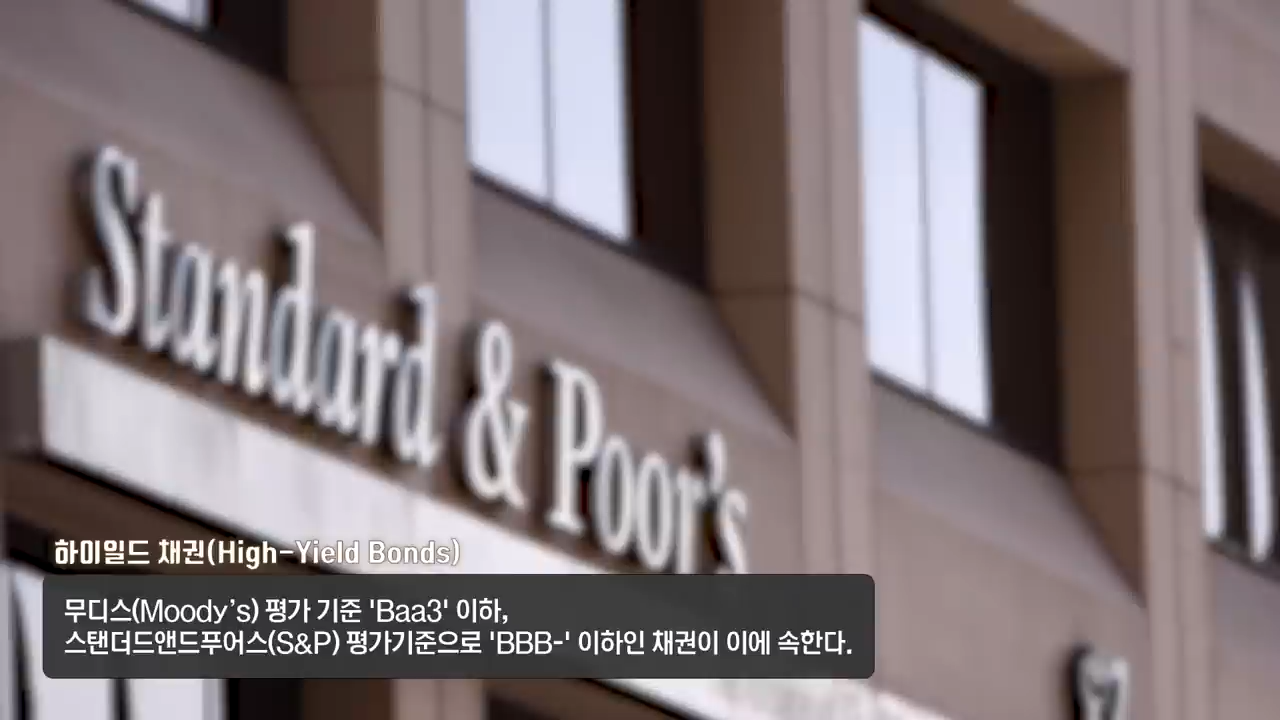 Standard & Poor's
하이일드 채권(High-Yield Bonds)
무디스(Moody's) 평가 기준 'Baa3' 이하,
스탠더드앤드푸어스(S&P) 평가기준으로 'BBB-' 이하인 채권이 이에 속한다.